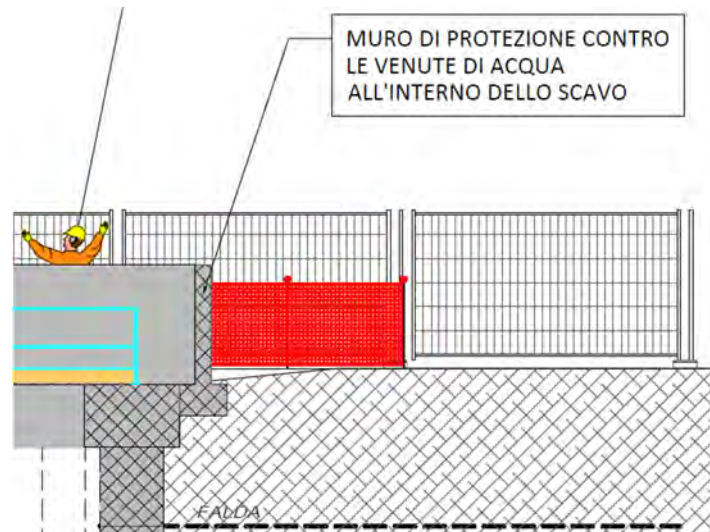 MURO DI PROTEZIONE CONTRO
LE VENUTE DI ACQUA
ALL'INTERNO DELLO SCAVO
FALDA